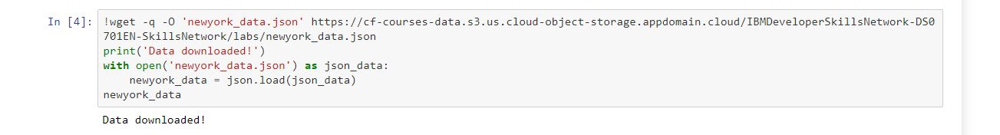 In [4]: !wget -q -O 'newyork_data.json' https://cf-courses-data.s3.us.cloud-object-storage.appdomain.cloud/IBMDeveloperSkillsNetwork-DS0
701EN-SkillsNetwork/labs/newyork_data.json
print('Data downloaded!')
with open('newyork_data.json') as json_data:
    newyork_data = json.load(json_data)
newyork_data
Data downloaded!